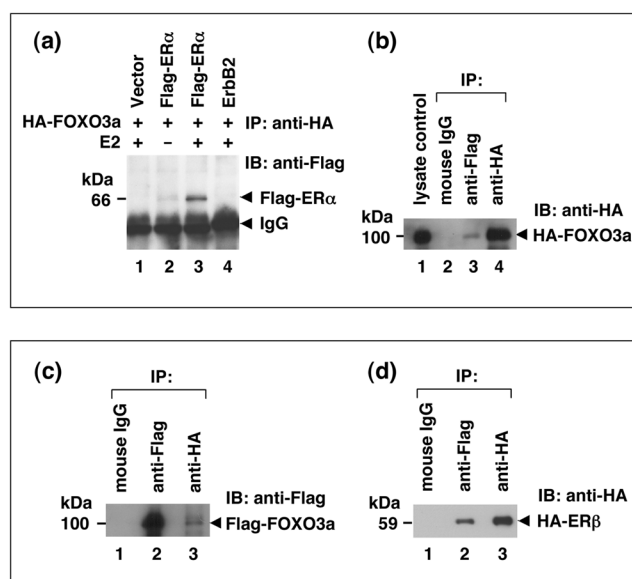 (a)
Vector
Flag-ERα
Flag-ERα
ErbB2
HA-FOXO3a + + + + IP: anti-HA
E2 + − + +
IB: anti-Flag
kDa
66
Flag-ERα
IgG
1 2 3 4
(b)
IP:
lysate control
mouse IgG
anti-Flag
anti-HA
kDa
IB: anti-HA
100
HA-FOXO3a
1 2 3 4
(c)
IP:
mouse IgG
anti-Flag
anti-HA
kDa
IB: anti-Flag
100
Flag-FOXO3a
1 2 3
(d)
IP:
mouse IgG
anti-Flag
anti-HA
kDa
IB: anti-HA
59
HA-ERβ
1 2 3